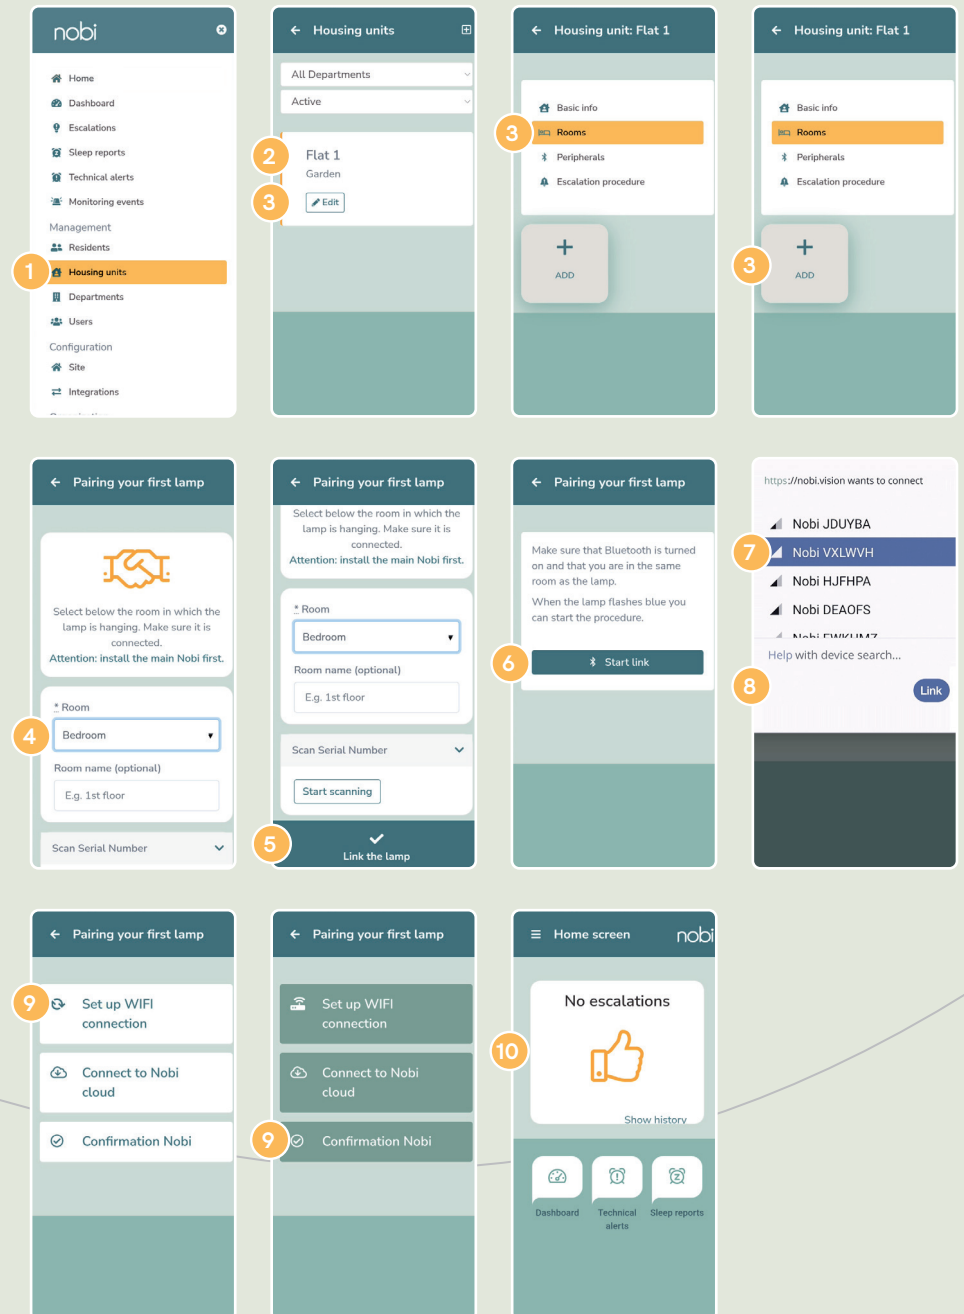 nobi
Home
Dashboard
Escalations
Sleep reports
Technical alerts
Monitoring events
Management
Residents
1
Housing units
Departments
Users
Configuration
Site
Integrations
Housing units
All Departments
Active
2
Flat 1
Garden
3
Edit
Housing unit: Flat 1
Basic info
3
Rooms
Peripherals
Escalation procedure
ADD
Housing unit: Flat 1
Basic info
Rooms
Peripherals
Escalation procedure
3
ADD
Pairing your first lamp
Select below the room in which the
lamp is hanging. Make sure it is
connected.
Attention: install the main Nobi first.
* Room
4
Bedroom
Room name (optional)
E.g. 1st floor
Scan Serial Number
Pairing your first lamp
Select below the room in which the
lamp is hanging. Make sure it is
connected.
Attention: install the main Nobi first.
* Room
Bedroom
Room name (optional)
E.g. 1st floor
Scan Serial Number
Start scanning
5
Link the lamp
Pairing your first lamp
Make sure that Bluetooth is turned
on and that you are in the same
room as the lamp.
When the lamp flashes blue you
can start the procedure.
6
Start link
https://nobi.vision wants to connect
Nobi JDUYBA
7
Nobi VXLWVH
Nobi HJFHPA
Nobi DEAOFS
Nobi EWKHMZ
Help with device search...
8
Link
Pairing your first lamp
9
Set up WIFI
connection
Connect to Nobi
cloud
Confirmation Nobi
Pairing your first lamp
Set up WIFI
connection
Connect to Nobi
cloud
9
Confirmation Nobi
Home screen
nobi
No escalations
10
Show history
Dashboard
Technical
alerts
Sleep reports